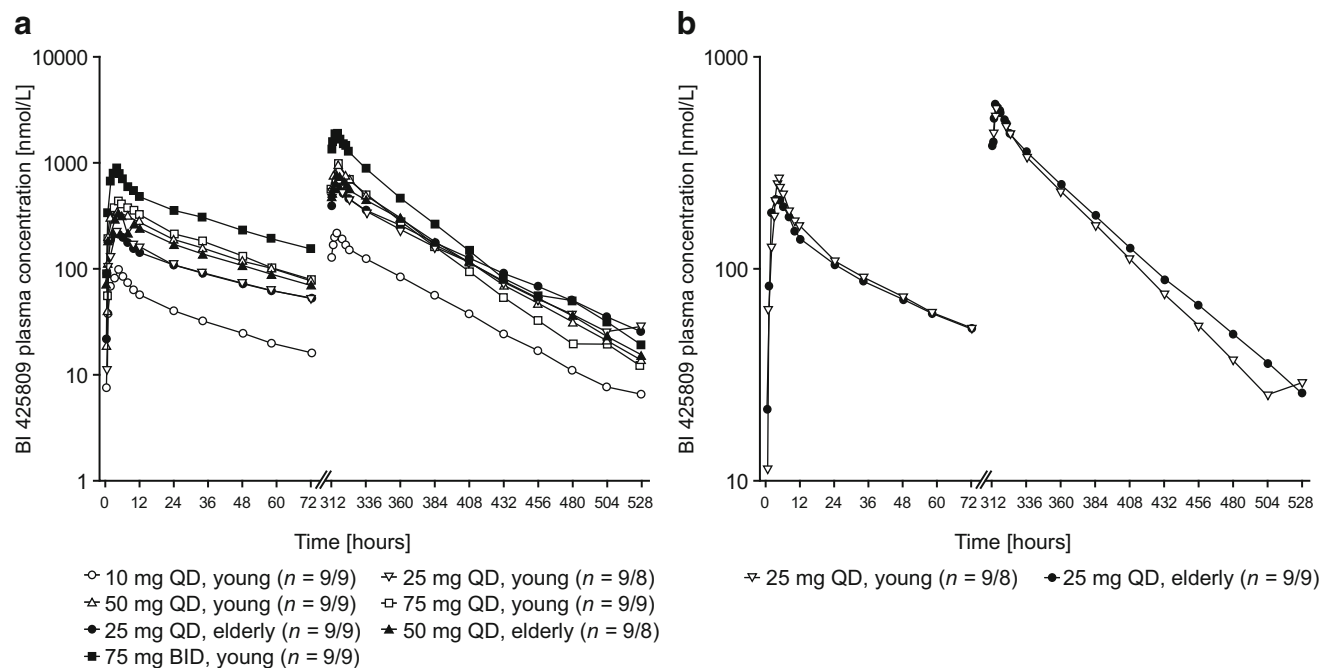 a
BI 425809 plasma concentration [nmol/L]
10000
1000
100
10
1
0 12 24 36 48 60 72 312 336 360 384 408 432 456 480 504 528
Time [hours]
10 mg QD, young (n = 9/9) 25 mg QD, young (n = 9/8)
50 mg QD, young (n = 9/9) 75 mg QD, young (n = 9/9)
25 mg QD, elderly (n = 9/9) 50 mg QD, elderly (n = 9/8)
75 mg BID, young (n = 9/9)
b
BI 425809 plasma concentration [nmol/L]
1000
100
10
0 12 24 36 48 60 72 312 336 360 384 408 432 456 480 504 528
Time [hours]
25 mg QD, young (n = 9/8) 25 mg QD, elderly (n = 9/9)